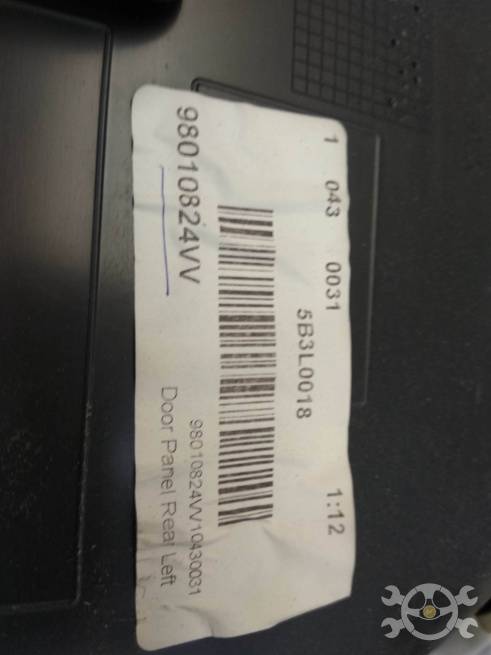 1 043 0031 1:12
5B3L0018
98010824VV10430031
98010824VV
Door Panel Rear Left